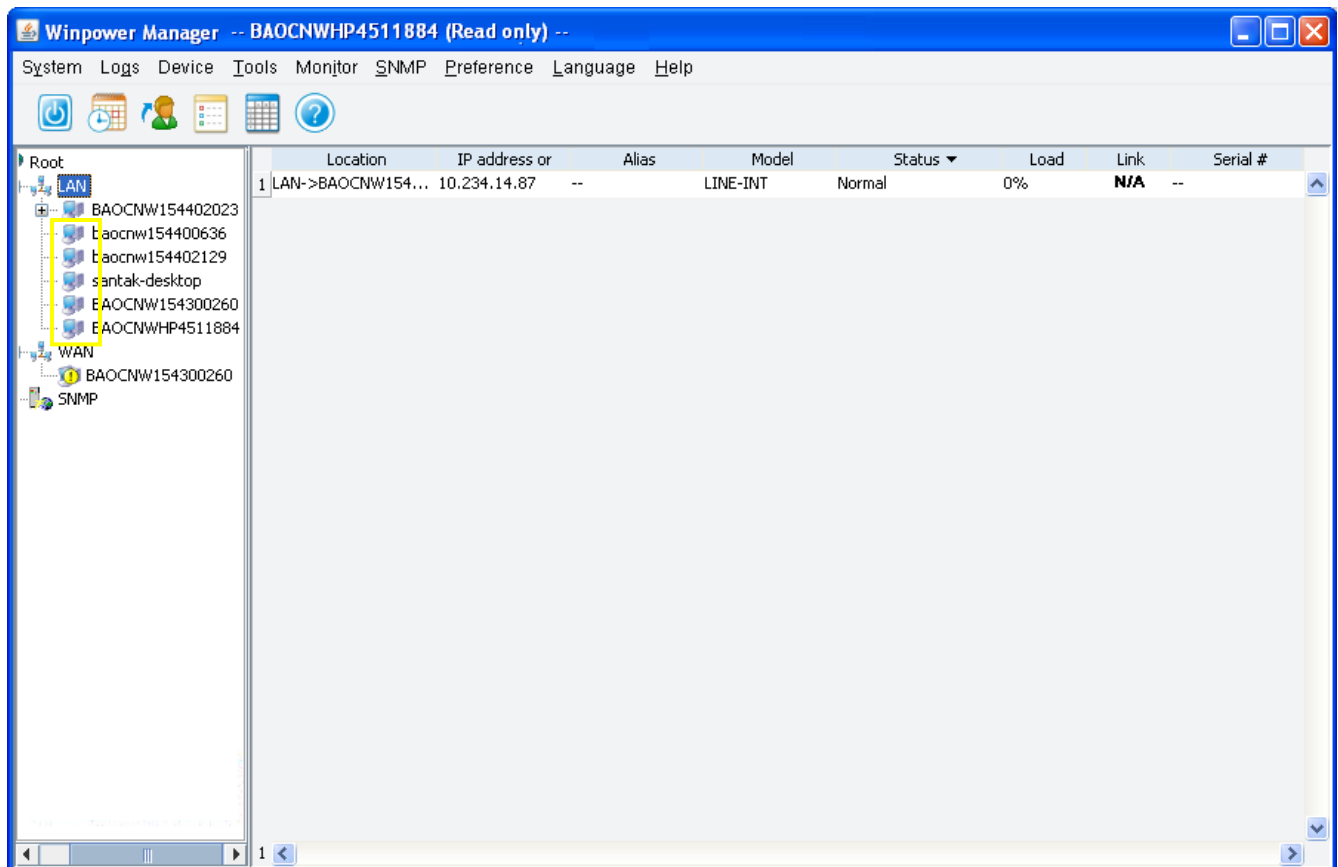 Winpower Manager -- BAOCNWHP4511884 (Read only) --
System Logs Device Tools Monitor SNMP Preference Language Help
Root
LAN
BAOCNW154402023
baocnw154400636
baocnw154402129
santak-desktop
BAOCNW154300260
BAOCNWHP4511884
WAN
BAOCNW154300260
SNMP
Location IP address or Alias Model Status Load Link Serial #
1 LAN->BAOCNW154... 10.234.14.87 -- LINE-INT Normal 0% N/A --
1